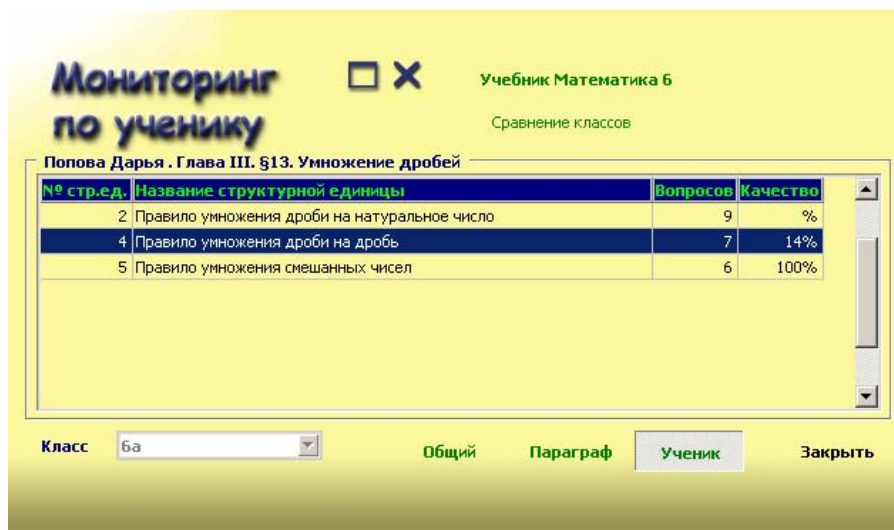 Мониторинг
по ученику
Учебник Математика 6
Сравнение классов
Попова Дарья . Глава III. §13. Умножение дробей
№ стр.ед. Название структурной единицы Вопросов Качество
2 Правило умножения дроби на натуральное число 9 %
4 Правило умножения дроби на дробь 7 14%
5 Правило умножения смешанных чисел 6 100%
Класс 6а Общий Параграф Ученик Закрыть